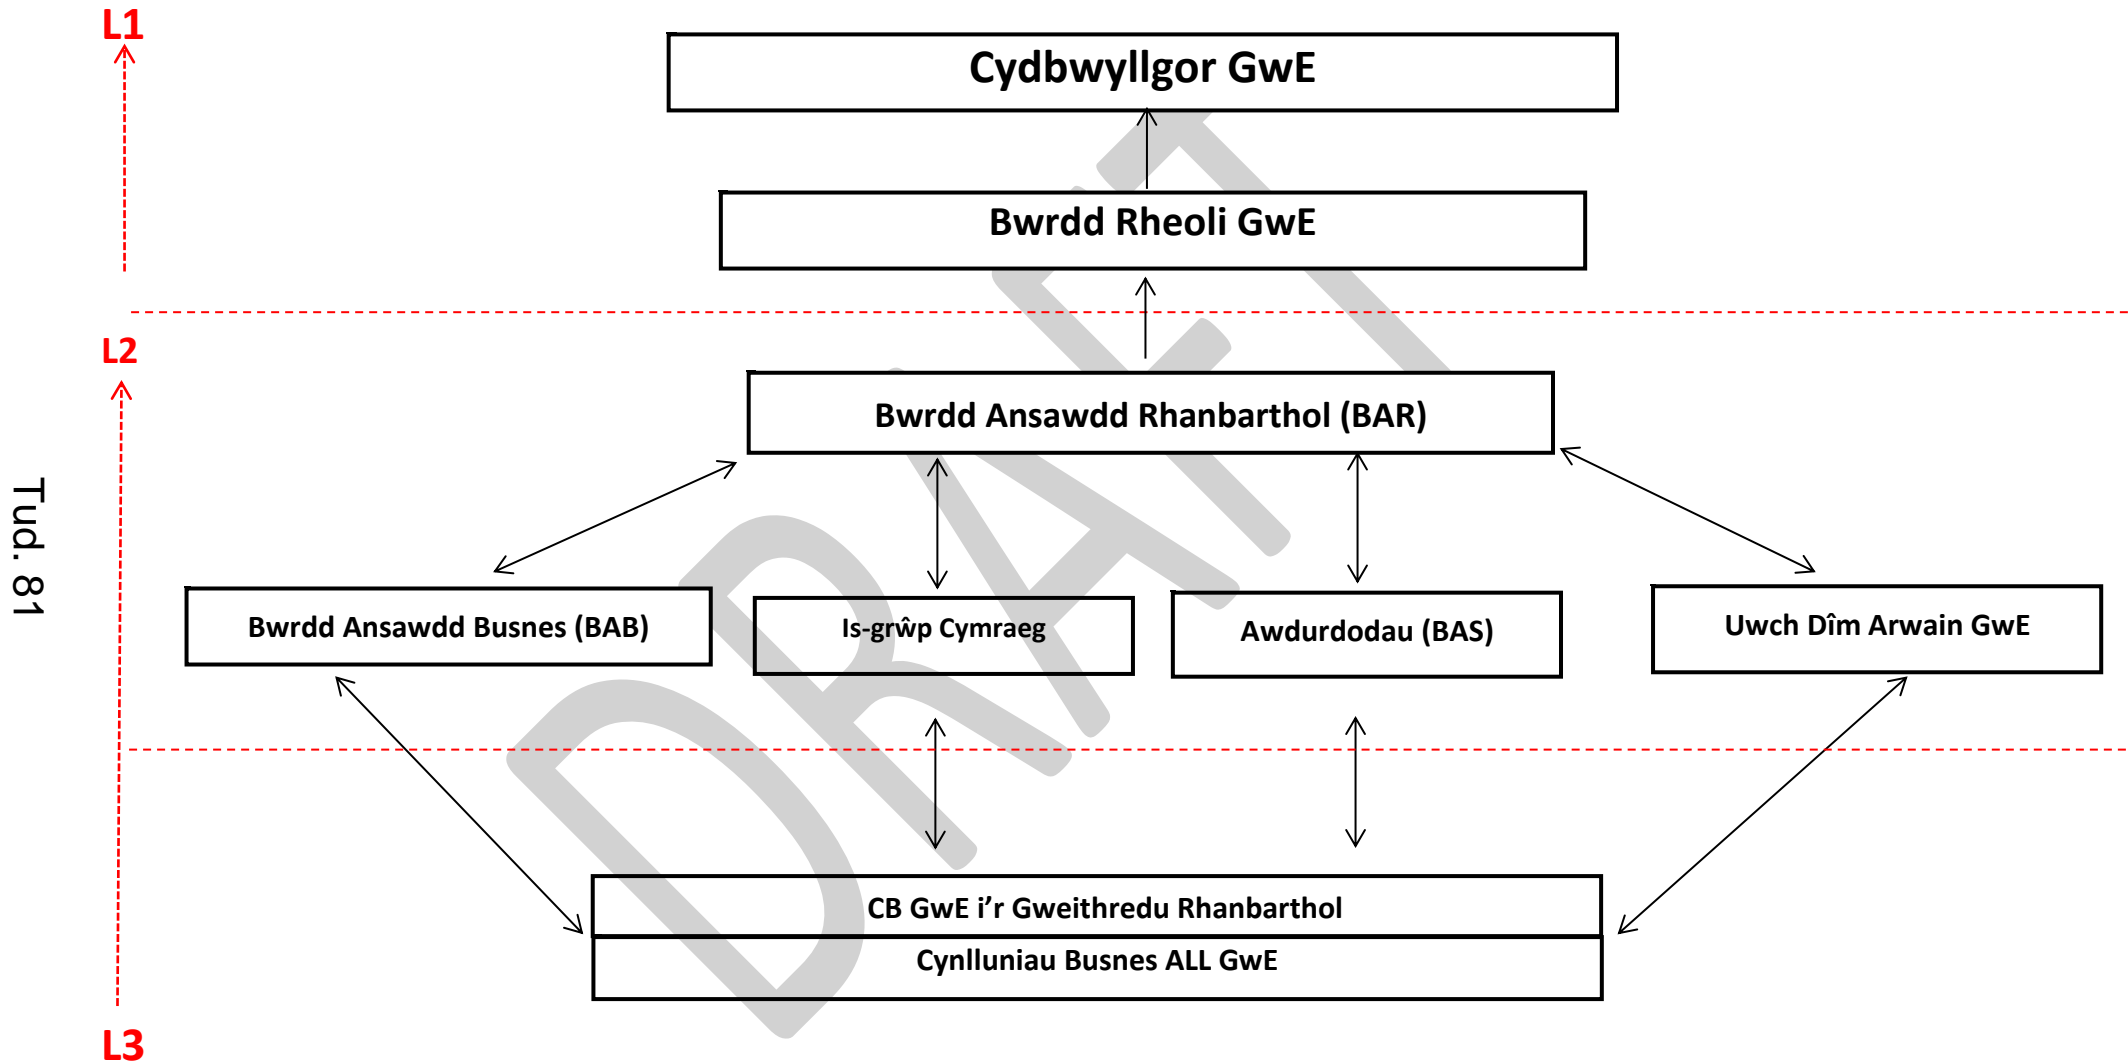 L1
Cydbwyllgor GwE
Bwrdd Rheoli GwE
L2
Bwrdd Ansawdd Rhanbarthol (BAR)
Tud. 81
Bwrdd Ansawdd Busnes (BAB)
Is-grŵp Cymraeg
Awdurdodau (BAS)
Uwch Dîm Arwain GwE
CB GwE i’r Gweithredu Rhanbarthol
Cynlluniau Busnes ALL GwE
L3
DRAFT